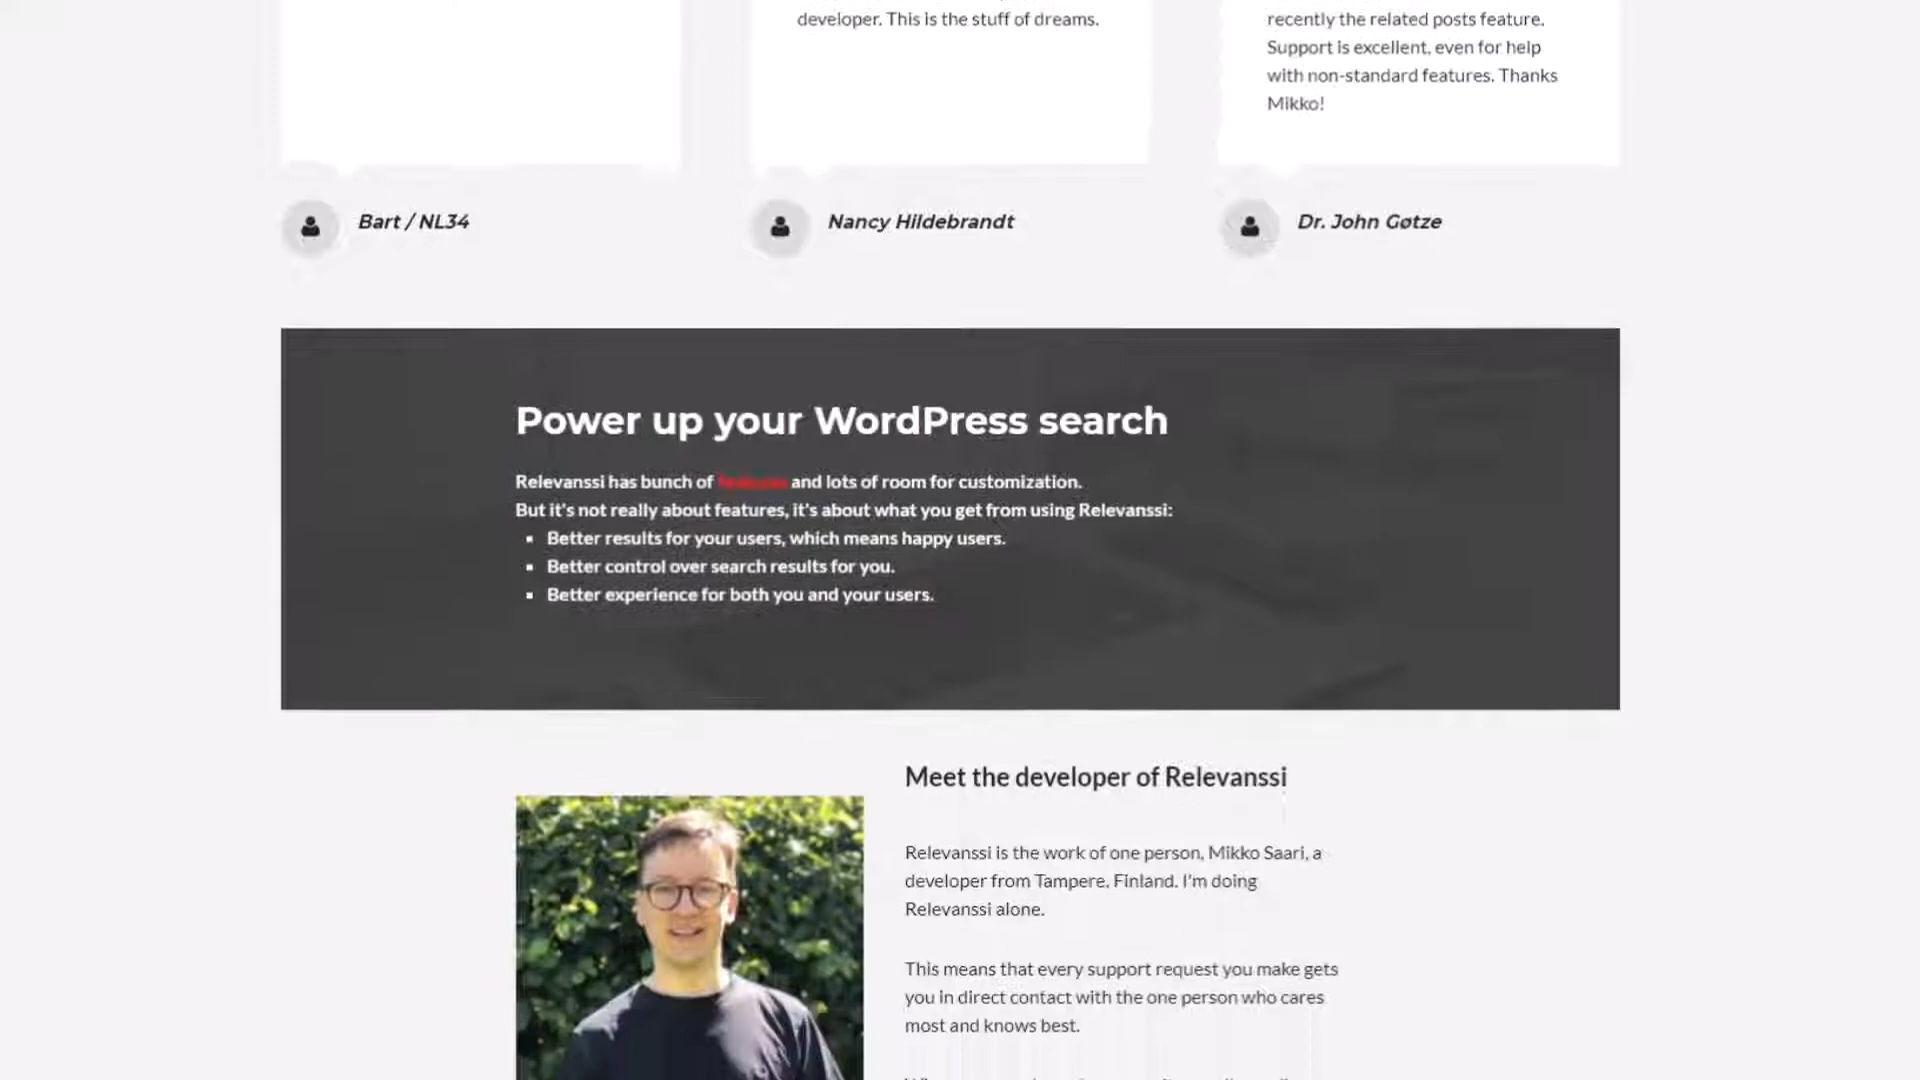 developer. This is the stuff of dreams.
recently the related posts feature.
Support is excellent, even for help
with non-standard features. Thanks
Mikko!
Bart / NL34
Nancy Hildebrandt
Dr. John Gøtze
Power up your WordPress search
Relevanssi has bunch of and lots of room for customization.
But it's not really about features, it's about what you get from using Relevanssi:
Better results for your users, which means happy users.
Better control over search results for you.
Better experience for both you and your users.
Meet the developer of Relevanssi
Relevanssi is the work of one person, Mikko Saari, a
developer from Tampere, Finland. I'm doing
Relevanssi alone.
This means that every support request you make gets
you in direct contact with the one person who cares
most and knows best.